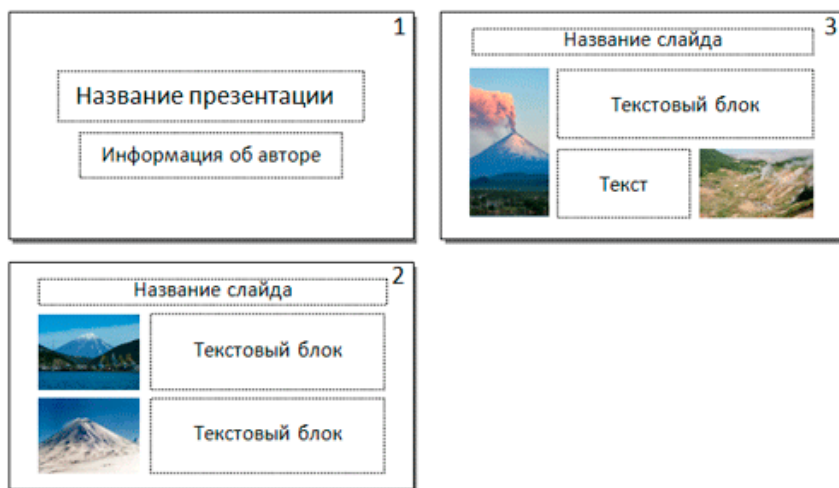 1
Название презентации
Информация об авторе
2
Название слайда
Текстовый блок
Текстовый блок
3
Название слайда
Текстовый блок
Текст